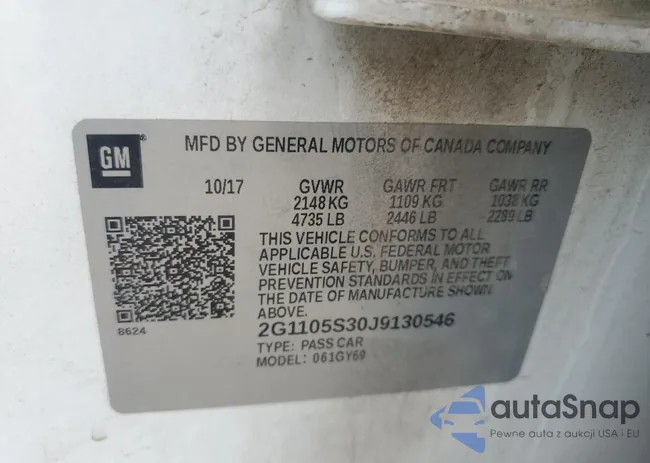 GM
MFD BY GENERAL MOTORS OF CANADA COMPANY
10/17 GVWR GAWR FRT GAWR RR
2148 KG 1109 KG 1038 KG
4735 LB 2446 LB 2289 LB
THIS VEHICLE CONFORMS TO ALL
APPLICABLE U.S. FEDERAL MOTOR
VEHICLE SAFETY, BUMPER, AND THEFT
PREVENTION STANDARDS IN EFFECT ON
THE DATE OF MANUFACTURE SHOWN
ABOVE.
8624
2G1105S30J9130546
TYPE: PASS CAR
MODEL: 061GY69
autaSnap
Pewne auta z aukcji USA i EU